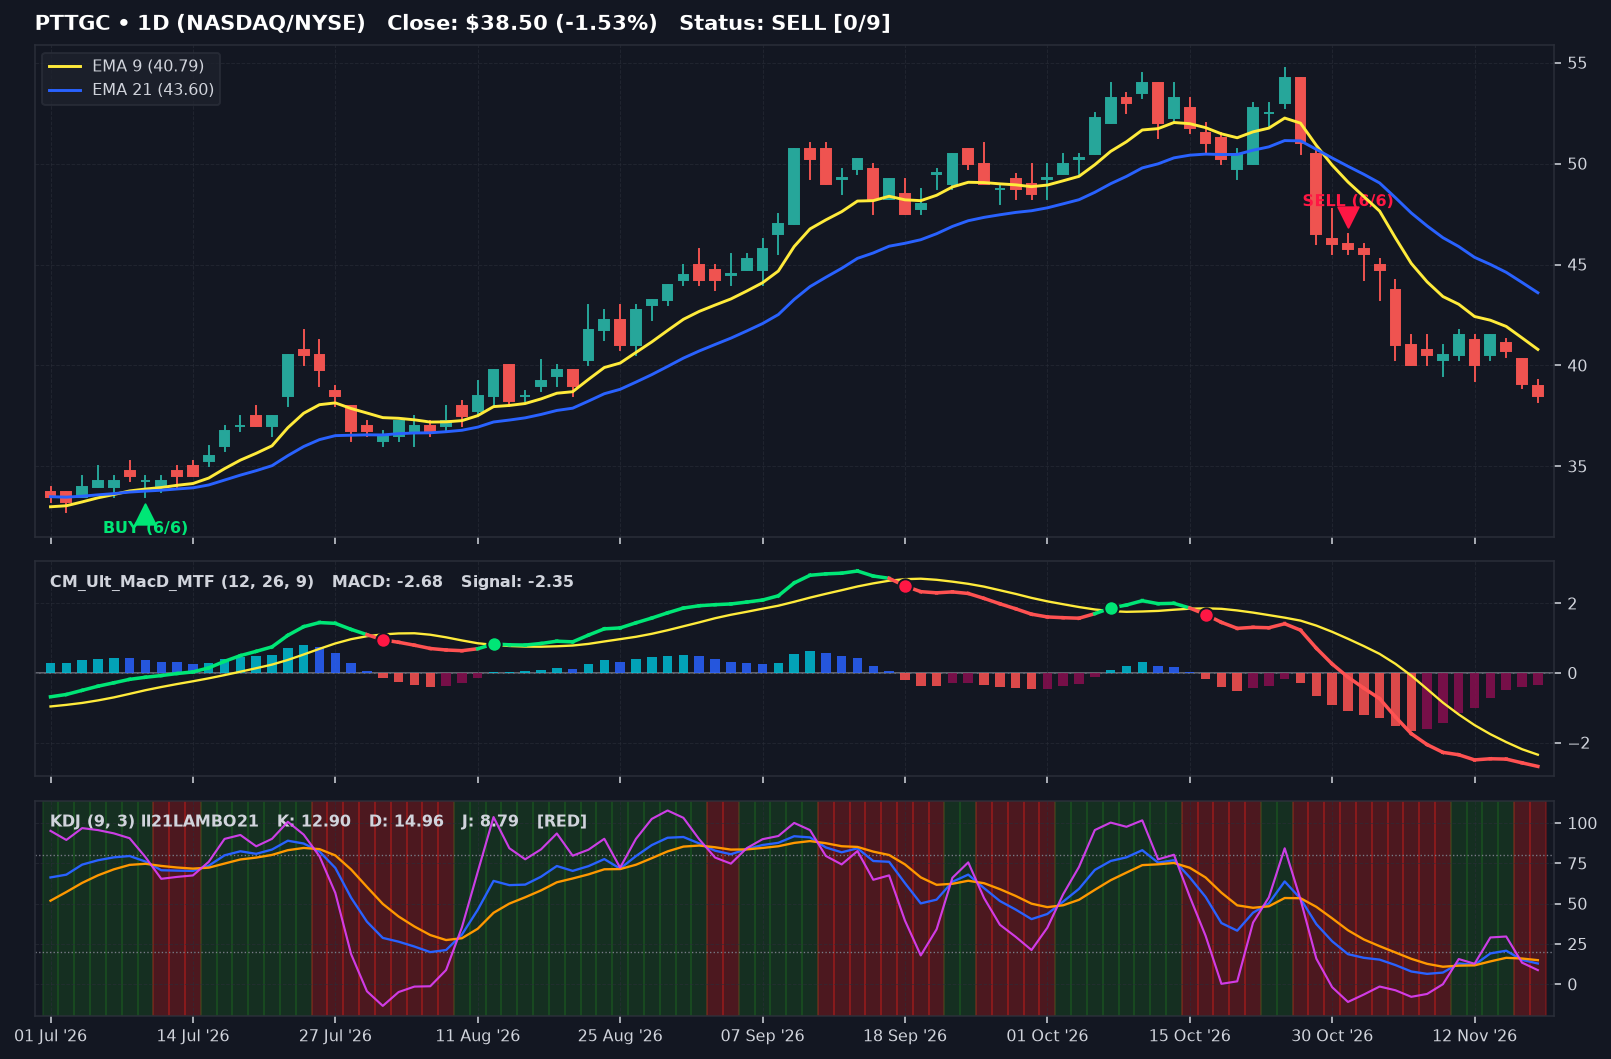 PTTGC • 1D (NASDAQ/NYSE)   Close: $38.50 (-1.53%)   Status: SELL [0/9]
EMA 9 (40.79)
EMA 21 (43.60)
55
50
45
40
35
SELL (6/6)
BUY (6/6)
CM_Ult_MacD_MTF (12, 26, 9)   MACD: -2.68   Signal: -2.35
2
0
−2
KDJ (9, 3) II21LAMBO21   K: 12.90   D: 14.96   J: 8.79   [RED]
100
75
50
25
0
01 Jul '26
14 Jul '26
27 Jul '26
11 Aug '26
25 Aug '26
07 Sep '26
18 Sep '26
01 Oct '26
15 Oct '26
30 Oct '26
12 Nov '26